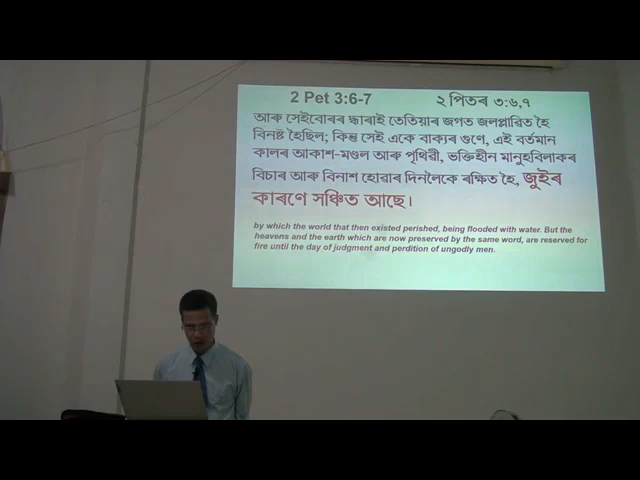 2 Pet 3:6-7 ২ পিতৰ ৩:৬,৭
আৰু সেইবোৰৰ দ্বাৰাই তেতিয়াৰ জগত জলপ্লাৱিত হৈ
বিনষ্ট হৈছিল; কিন্তু সেই একে বাক্যৰ গুণে, এই বৰ্তমান
কালৰ আকাশ-মণ্ডল আৰু পৃথিৱী, ভক্তিহীন মানুহবিলাকৰ
বিচাৰ আৰু বিনাশ হোৱাৰ দিনলৈকে ৰক্ষিত হৈ, জুইৰ
কাৰণে সঞ্চিত আছে।
by which the world that then existed perished, being flooded with water. But the
heavens and the earth which are now preserved by the same word, are reserved for
fire until the day of judgment and perdition of ungodly men.